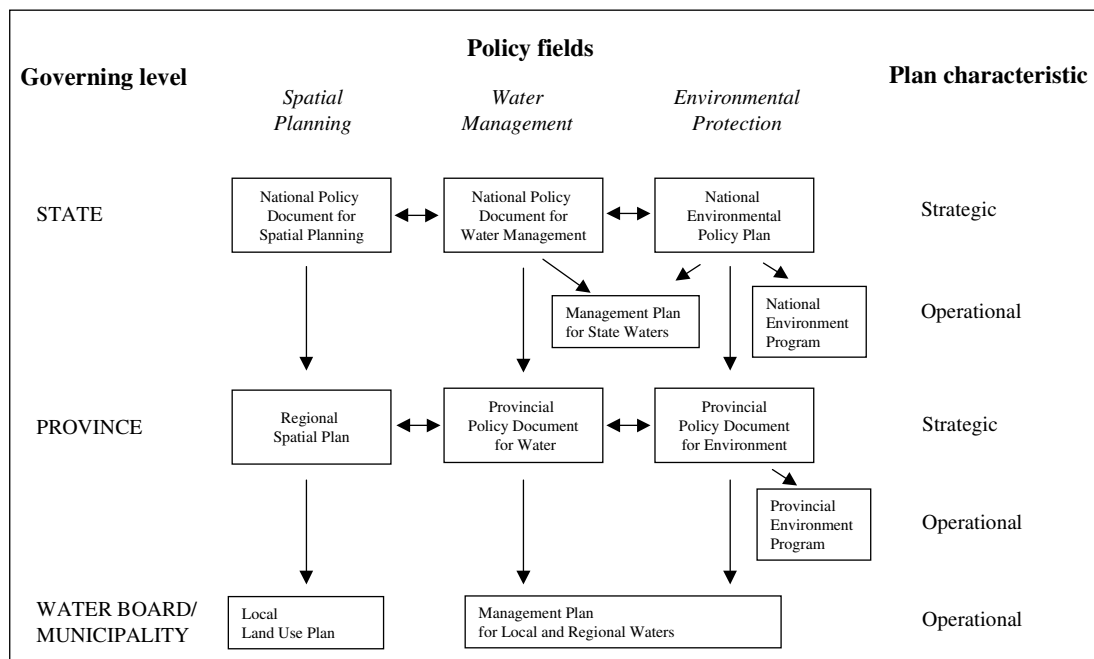 Policy fields
Governing level
Plan characteristic
Spatial
Planning
Water
Management
Environmental
Protection
STATE
National Policy
Document for
Spatial Planning
National Policy
Document for
Water Management
National
Environmental
Policy Plan
Strategic
Management Plan
for State Waters
National
Environment
Program
Operational
PROVINCE
Regional
Spatial Plan
Provincial
Policy Document
for Water
Provincial
Policy Document
for Environment
Strategic
Provincial
Environment
Program
Operational
WATER BOARD/
MUNICIPALITY
Local
Land Use Plan
Management Plan
for Local and Regional Waters
Operational